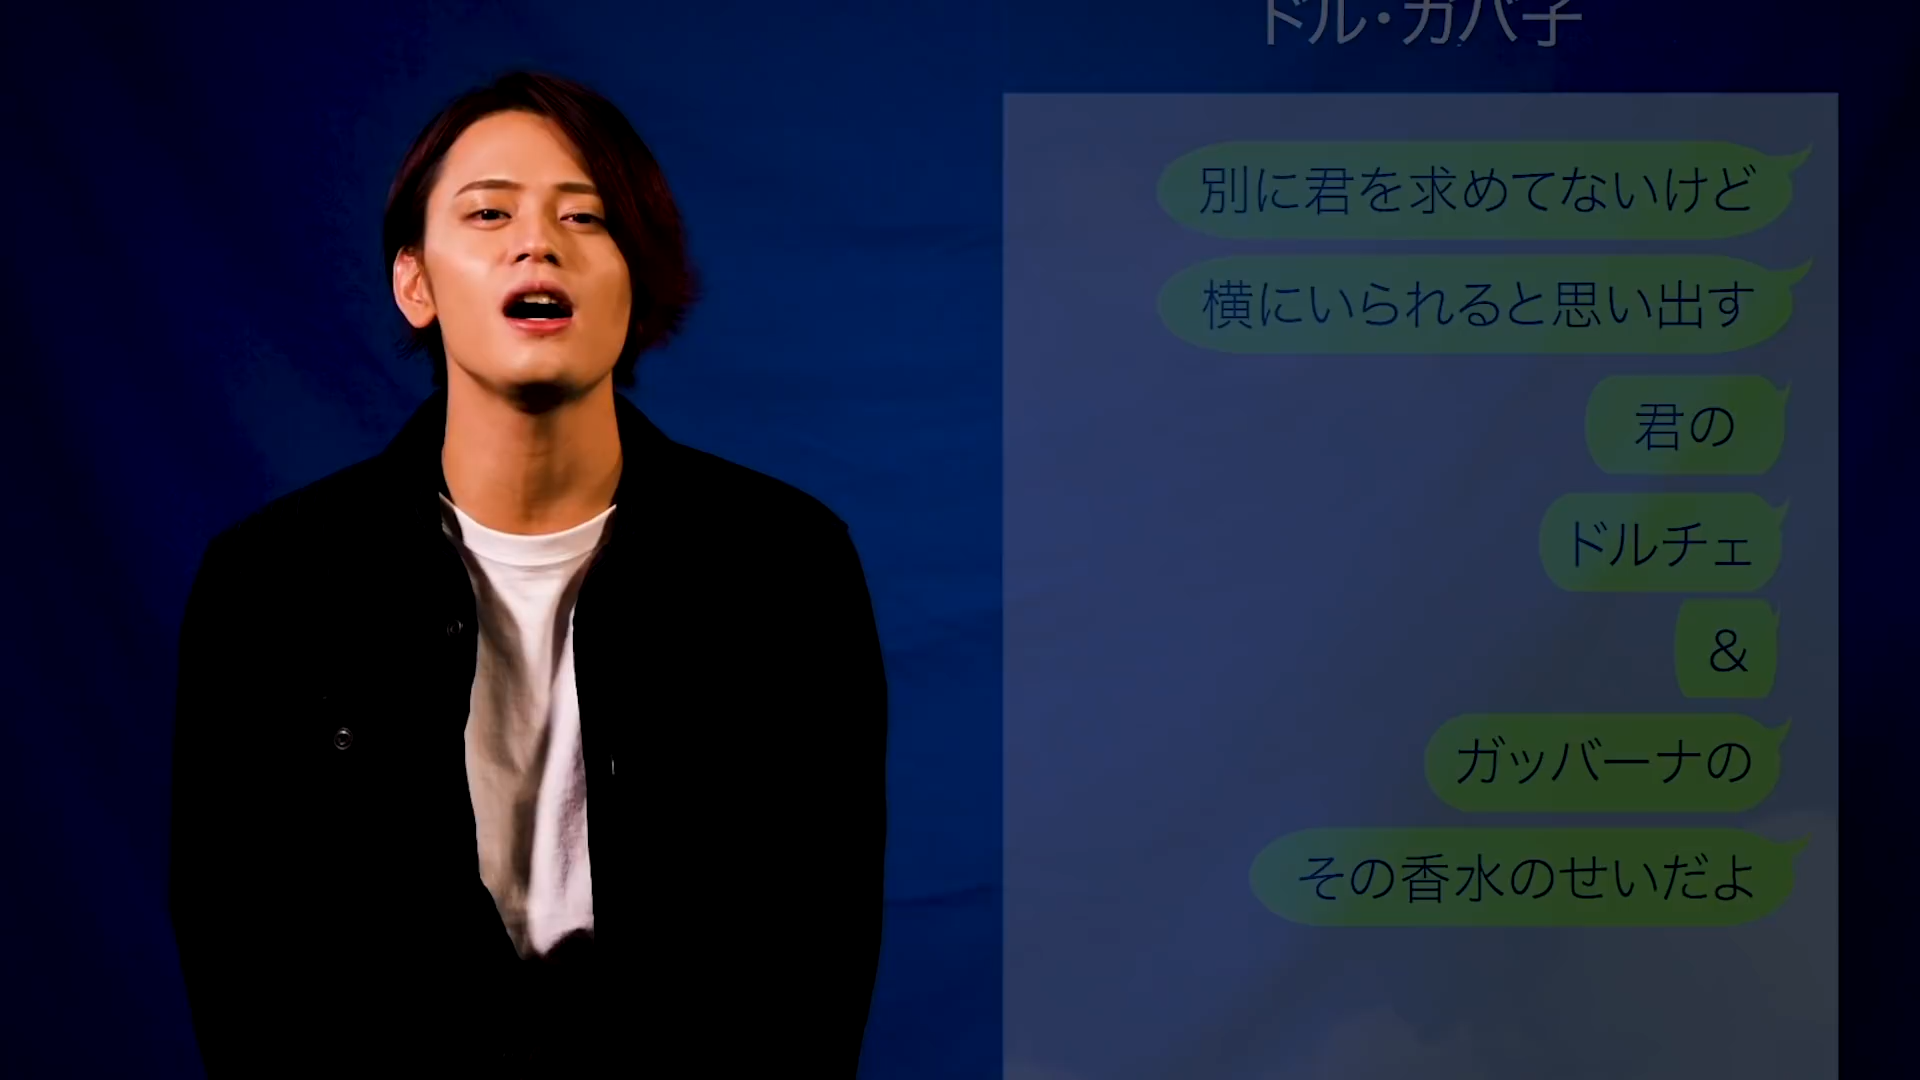 ドル・ガバ子
別に君を求めてないけど
横にいられると思い出す
君の
ドルチェ
&
ガッバーナの
その香水のせいだよ